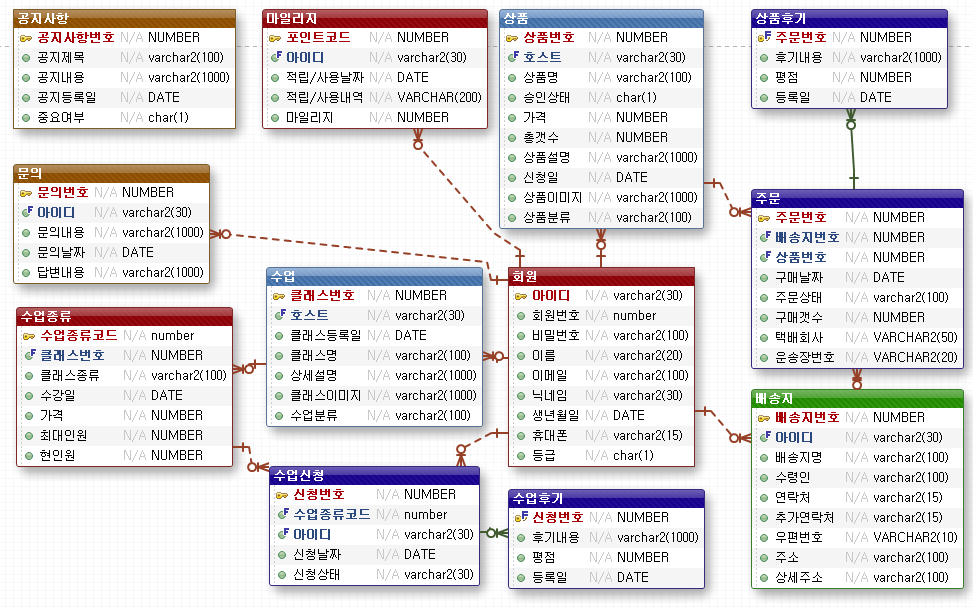 공지사항
공지사항번호 N/A NUMBER
공지제목 N/A varchar2(100)
공지내용 N/A varchar2(1000)
공지등록일 N/A DATE
중요여부 N/A char(1)
마일리지
포인트코드 N/A NUMBER
아이디 N/A varchar2(30)
적립/사용날짜 N/A DATE
적립/사용내역 N/A VARCHAR(200)
마일리지 N/A NUMBER
상품
상품번호 N/A NUMBER
호스트 N/A varchar2(30)
상품명 N/A varchar2(100)
승인상태 N/A char(1)
가격 N/A NUMBER
총갯수 N/A NUMBER
상품설명 N/A varchar2(1000)
신청일 N/A DATE
상품이미지 N/A varchar2(1000)
상품분류 N/A varchar2(100)
상품후기
주문번호 N/A NUMBER
후기내용 N/A varchar2(1000)
평점 N/A NUMBER
등록일 N/A DATE
문의
문의번호 N/A NUMBER
아이디 N/A varchar2(30)
문의내용 N/A varchar2(1000)
문의날짜 N/A DATE
답변내용 N/A varchar2(1000)
주문
주문번호 N/A NUMBER
배송지번호 N/A NUMBER
상품번호 N/A NUMBER
구매날짜 N/A DATE
주문상태 N/A varchar2(100)
구매갯수 N/A NUMBER
택배회사 N/A VARCHAR2(50)
운송장번호 N/A VARCHAR2(20)
수업
클래스번호 N/A NUMBER
호스트 N/A varchar2(30)
클래스등록일 N/A DATE
클래스명 N/A varchar2(100)
상세설명 N/A varchar2(1000)
클래스이미지 N/A varchar2(1000)
수업분류 N/A varchar2(100)
회원
아이디 N/A varchar2(30)
회원번호 N/A number
비밀번호 N/A varchar2(100)
이름 N/A varchar2(20)
이메일 N/A varchar2(100)
닉네임 N/A varchar2(30)
생년월일 N/A DATE
휴대폰 N/A varchar2(15)
등급 N/A char(1)
수업종류
수업종류코드 N/A number
클래스번호 N/A NUMBER
클래스종류 N/A varchar2(100)
수강일 N/A DATE
가격 N/A NUMBER
최대인원 N/A NUMBER
현인원 N/A NUMBER
배송지
배송지번호 N/A NUMBER
아이디 N/A varchar2(30)
배송지명 N/A varchar2(100)
수령인 N/A varchar2(100)
연락처 N/A varchar2(15)
추가연락처 N/A varchar2(15)
우편번호 N/A VARCHAR2(10)
주소 N/A varchar2(100)
상세주소 N/A varchar2(100)
수업신청
신청번호 N/A NUMBER
수업종류코드 N/A number
아이디 N/A varchar2(30)
신청날짜 N/A DATE
신청상태 N/A varchar2(30)
수업후기
신청번호 N/A NUMBER
후기내용 N/A varchar2(1000)
평점 N/A NUMBER
등록일 N/A DATE